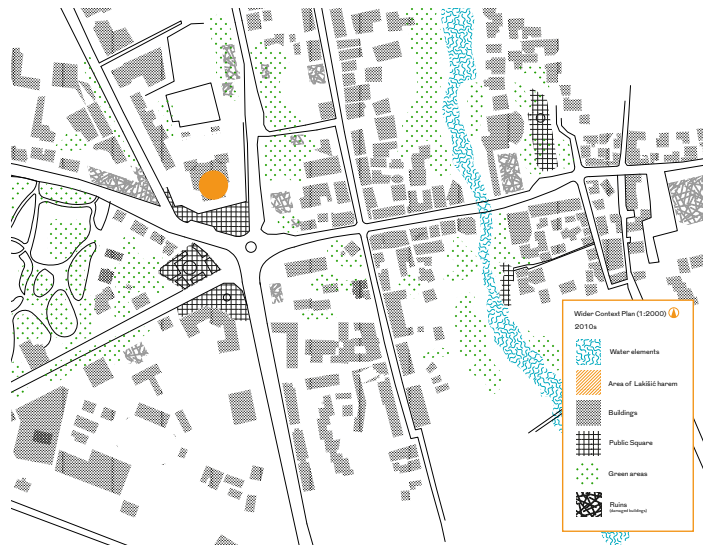 Wider Context Plan (1:2000)
2010s
Water elements
Area of Lakišić harem
Buildings
Public Square
Green areas
Ruins
(damaged buildings)